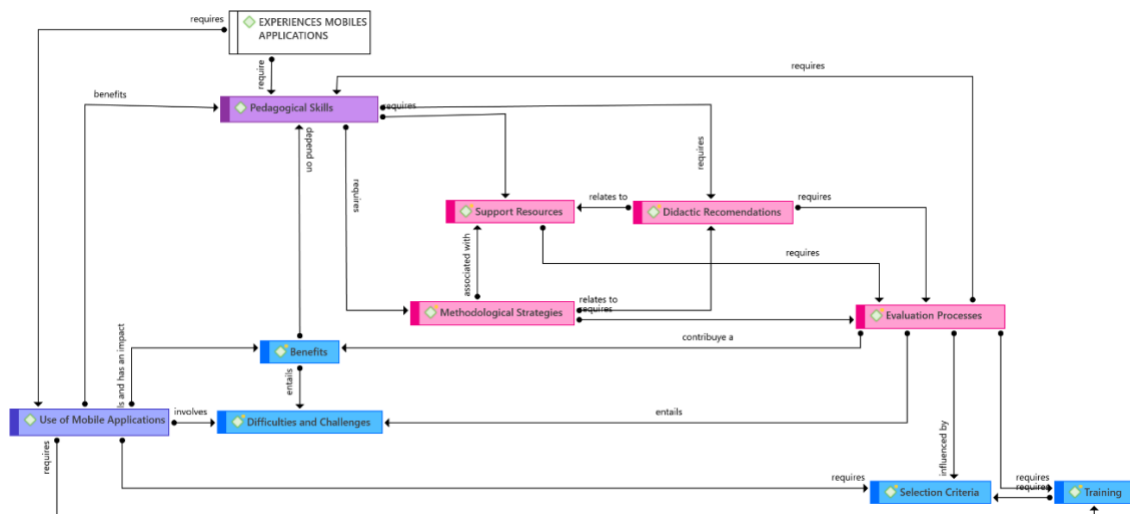 requires
EXPERIENCES MOBILES
APPLICATIONS
require
requires
benefits
Pedagogical Skills
requires
depend on
requires
requires
Support Resources
relates to
Didactic Recomendations
requires
associated with
requires
Methodological Strategies
relates to
requires
Evaluation Processes
ls and has an impact
Benefits
contribuye a
entails
Use of Mobile Applications
involves
Difficulties and Challenges
entails
influenced by
requires
requires
Selection Criteria
requires
requires
Training